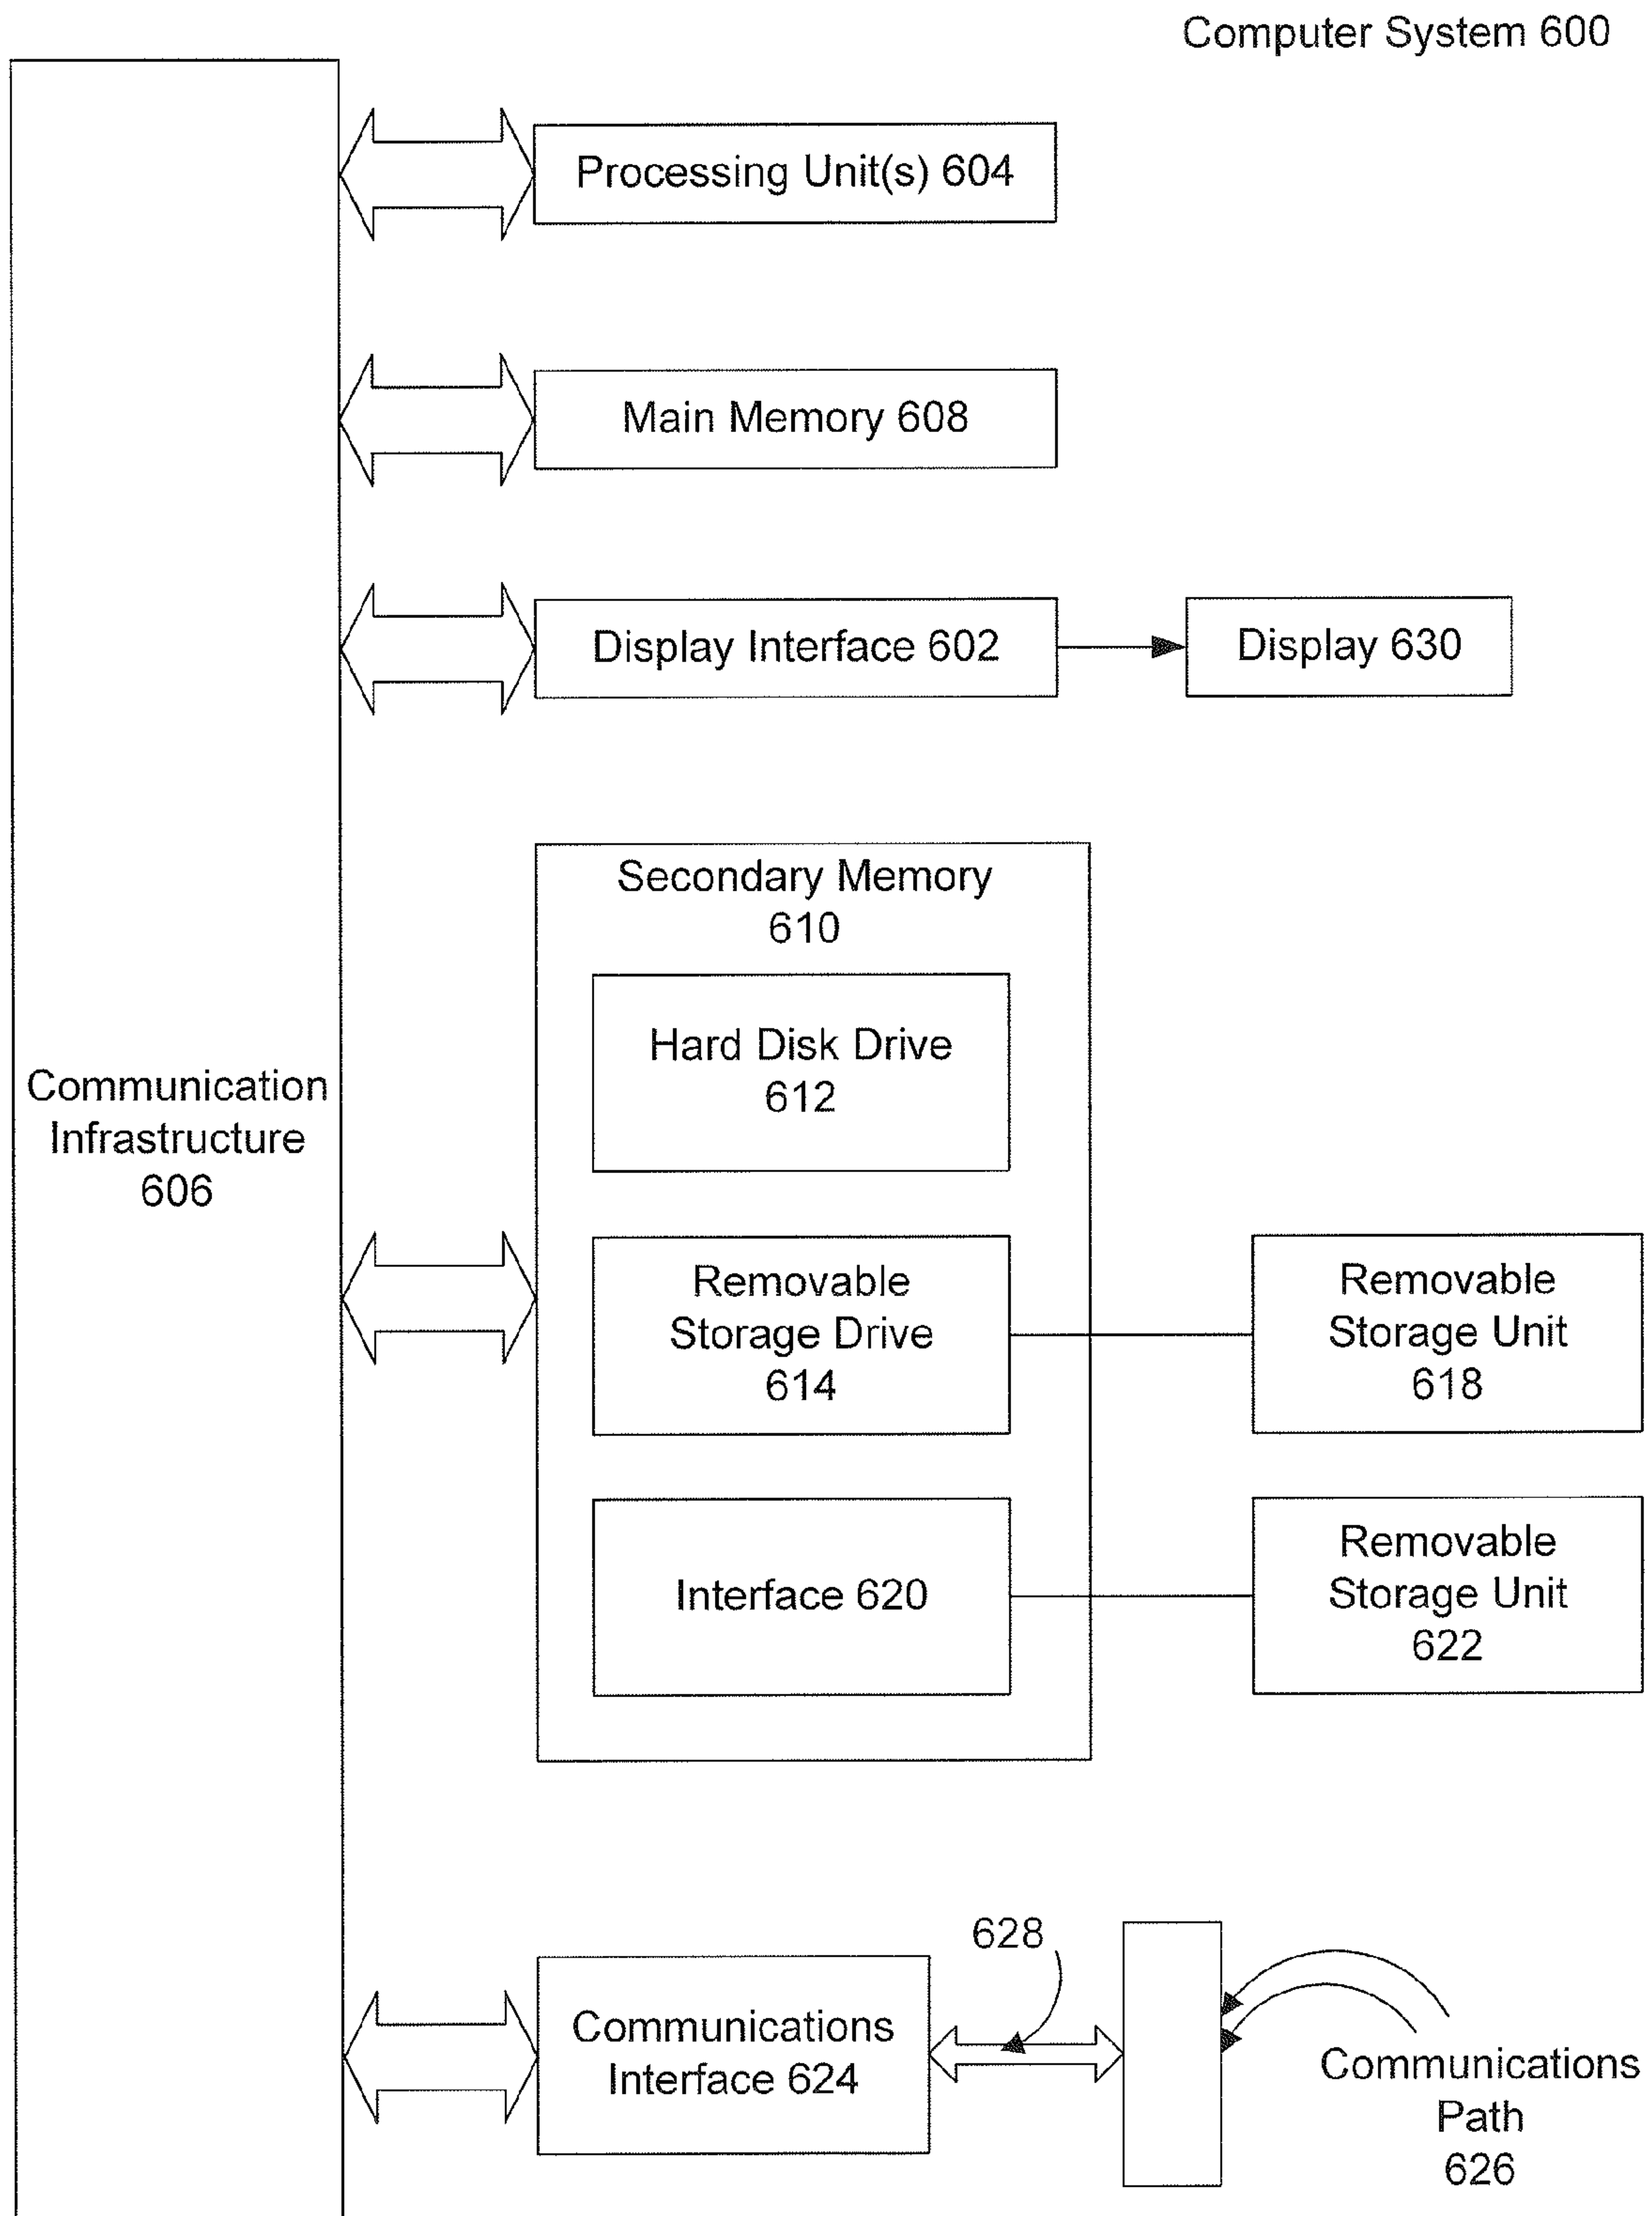 Computer System 600
Processing Unit(s) 604
Main Memory 608
Display Interface 602
Display 630
Secondary Memory
610
Hard Disk Drive
612
Communication
Infrastructure
606
Removable
Storage Drive
614
Removable
Storage Unit
618
Interface 620
Removable
Storage Unit
622
628
Communications
Interface 624
Communications
Path
626